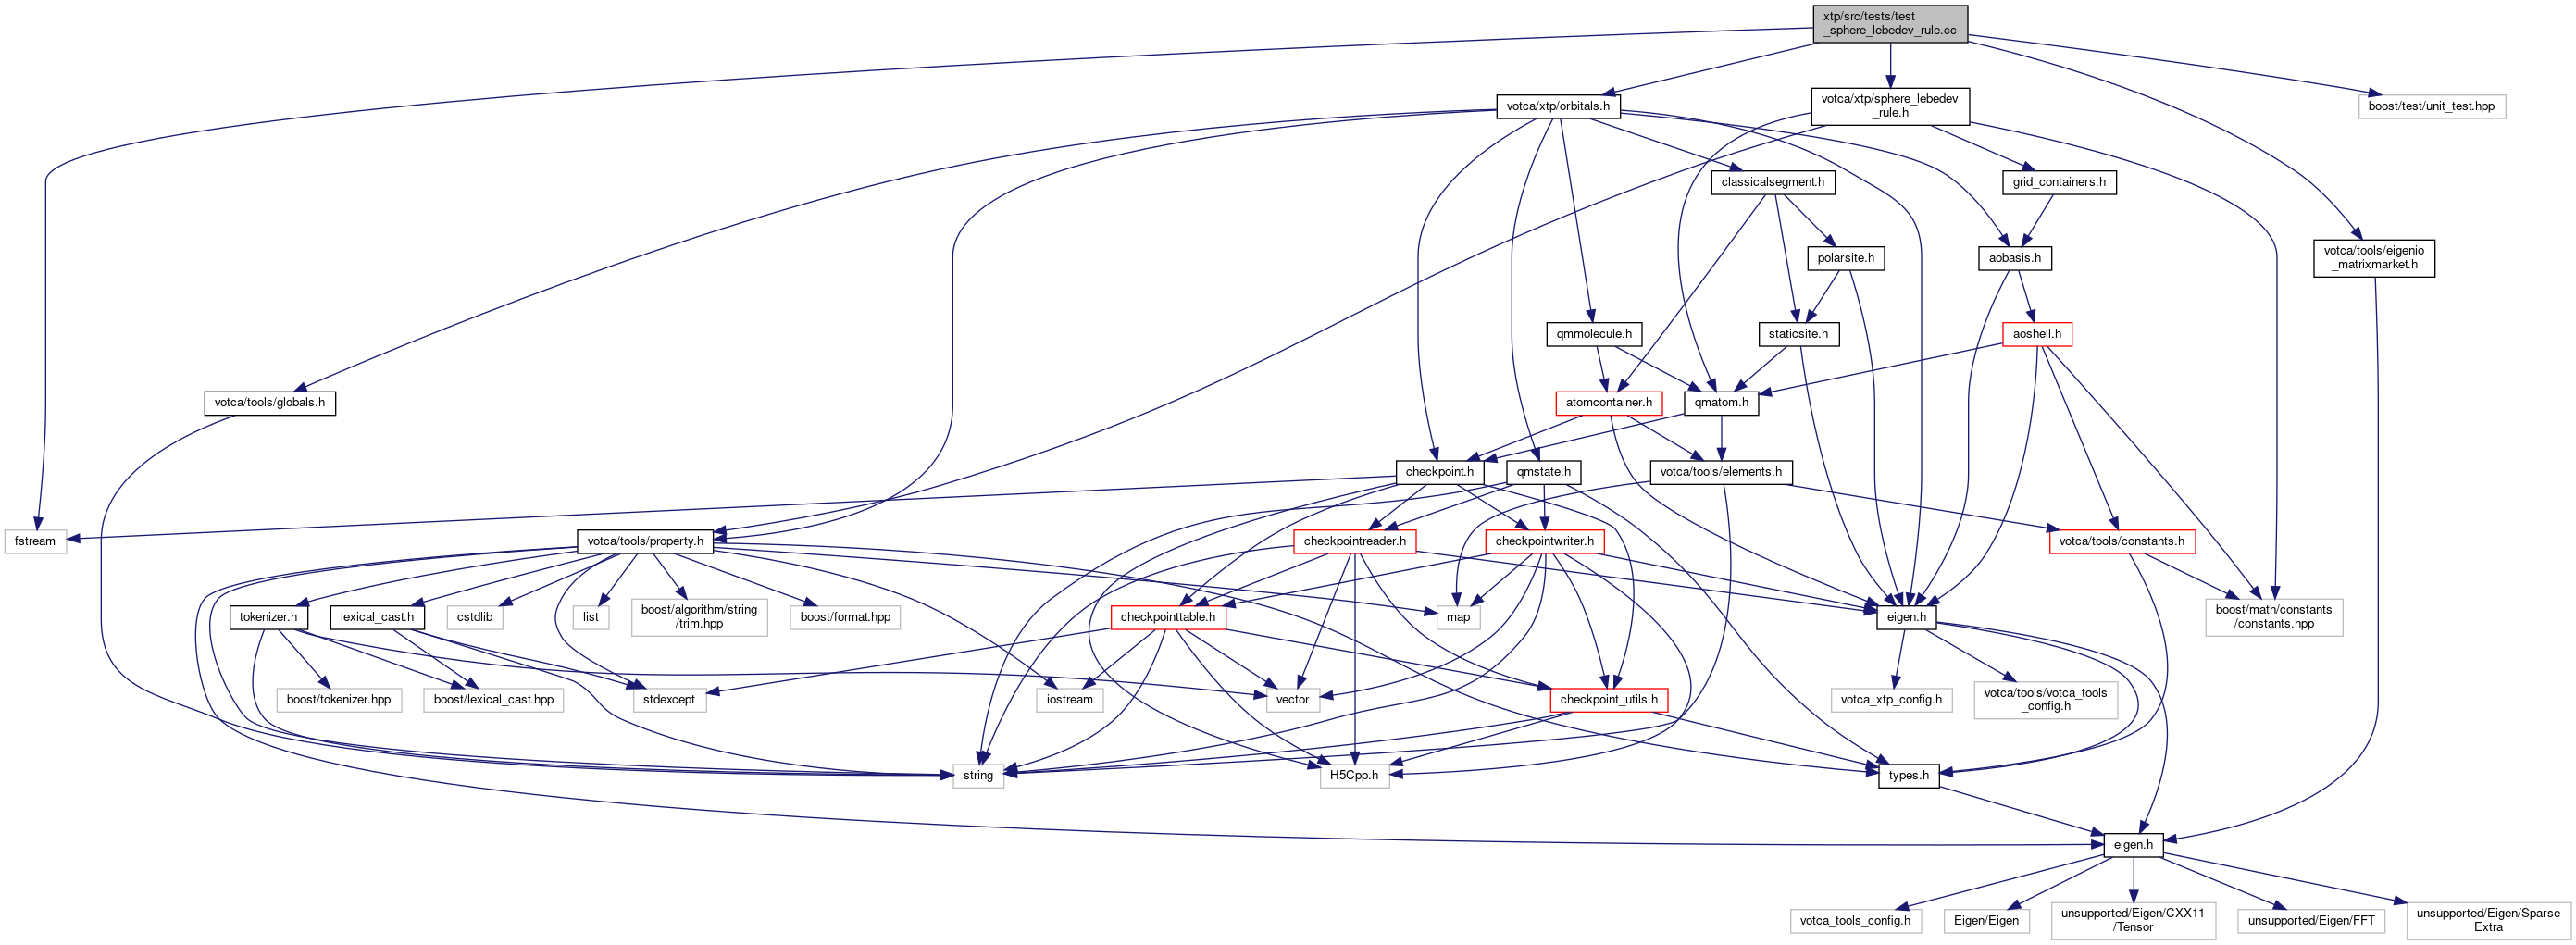 xtp/src/tests/test
_sphere_lebedev_rule.cc
votca/xtp/orbitals.h
votca/xtp/sphere_lebedev
_rule.h
boost/test/unit_test.hpp
classicalsegment.h
grid_containers.h
polarsite.h
aobasis.h
votca/tools/eigenio
_matrixmarket.h
qmmolecule.h
staticsite.h
aoshell.h
votca/tools/globals.h
atomcontainer.h
qmatom.h
checkpoint.h
qmstate.h
votca/tools/elements.h
fstream
votca/tools/property.h
checkpointreader.h
checkpointwriter.h
votca/tools/constants.h
tokenizer.h
lexical_cast.h
cstdlib
list
boost/algorithm/string
/trim.hpp
boost/format.hpp
map
checkpointtable.h
eigen.h
boost/math/constants
/constants.hpp
boost/tokenizer.hpp
boost/lexical_cast.hpp
stdexcept
iostream
vector
checkpoint_utils.h
votca_xtp_config.h
votca/tools/votca_tools
_config.h
string
H5Cpp.h
types.h
eigen.h
votca_tools_config.h
Eigen/Eigen
unsupported/Eigen/CXX11
/Tensor
unsupported/Eigen/FFT
unsupported/Eigen/Sparse
Extra